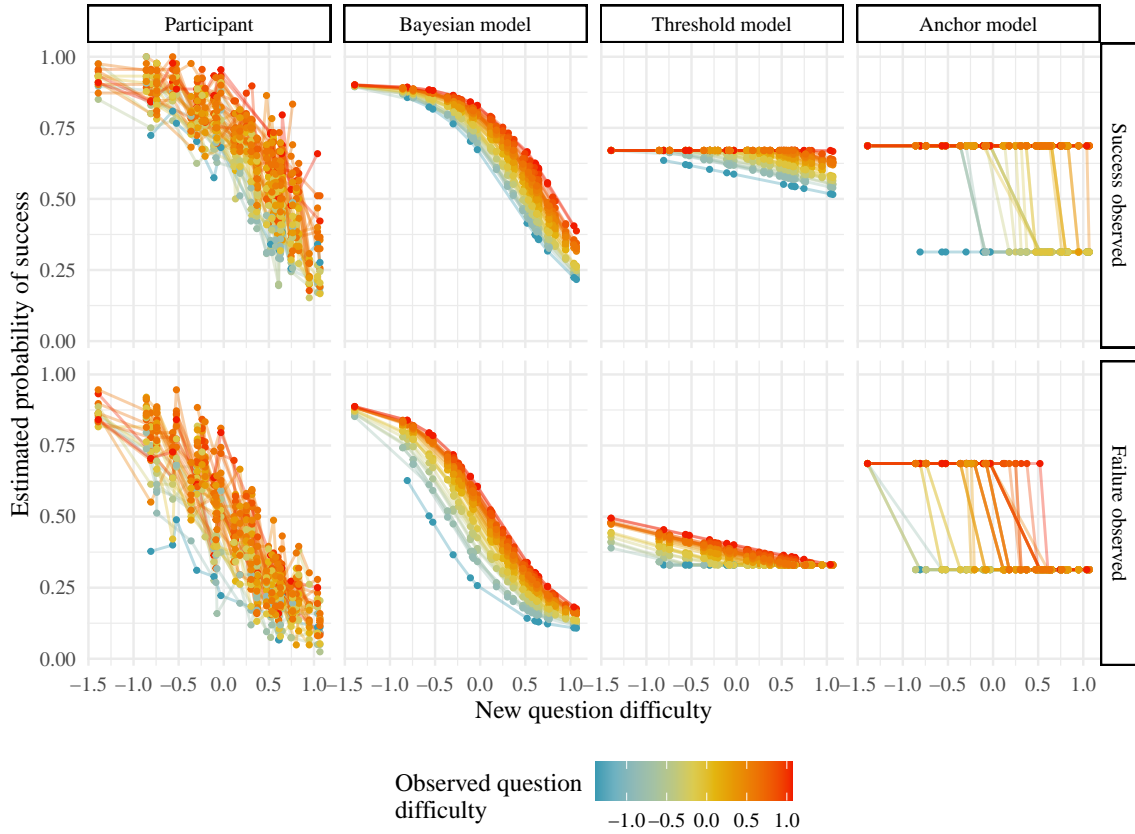 Participant
Bayesian model
Threshold model
Anchor model
Estimated probability of success
1.00
0.75
0.50
0.25
0.00
Success observed
1.00
0.75
0.50
0.25
0.00
Failure observed
−1.5 −1.0 −0.5 0.0 0.5 1.0
−1.5 −1.0 −0.5 0.0 0.5 1.0
−1.5 −1.0 −0.5 0.0 0.5 1.0
−1.5 −1.0 −0.5 0.0 0.5 1.0
New question difficulty
Observed question
difficulty
−1.0 −0.5 0.0 0.5 1.0